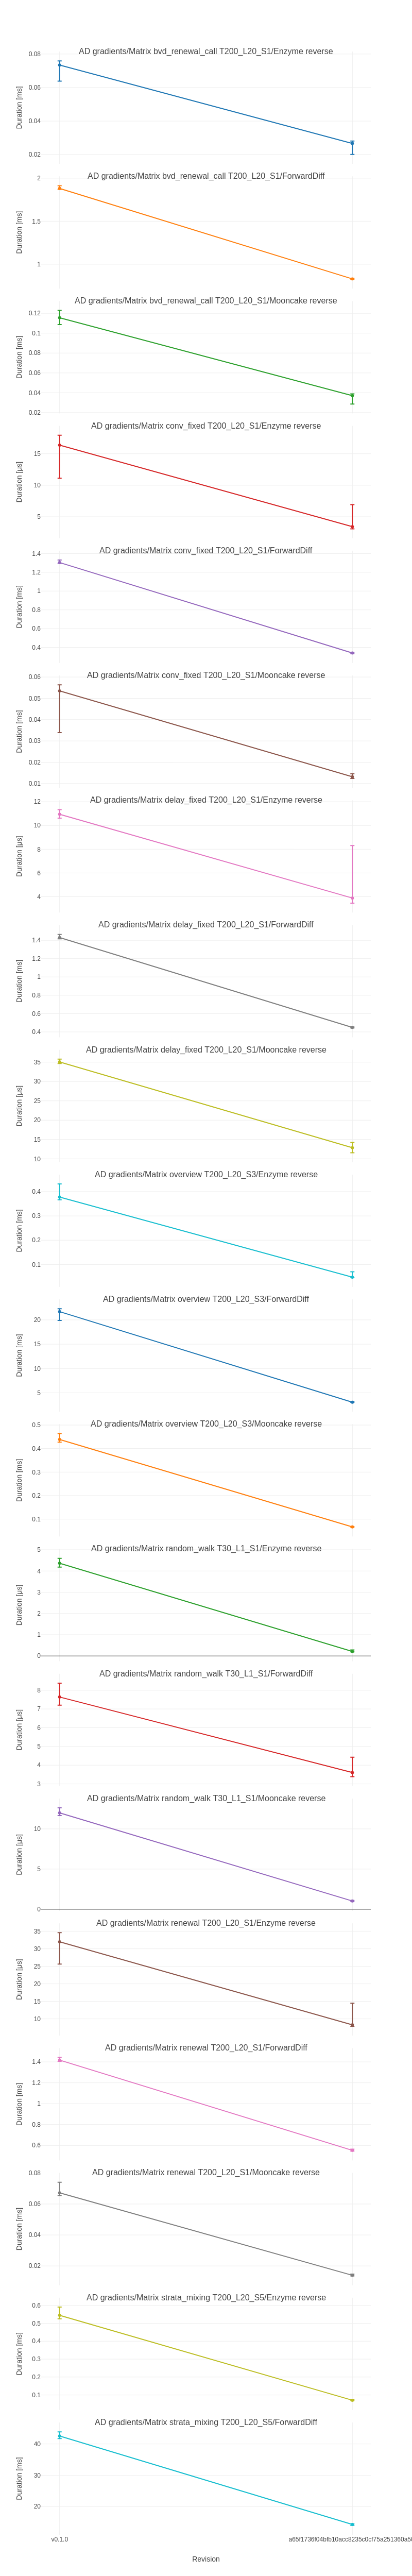 AD gradients/Matrix bvd_renewal_call T200_L20_S1/Enzyme reverse
0.08
0.06
0.04
0.02
Duration [ms]
AD gradients/Matrix bvd_renewal_call T200_L20_S1/ForwardDiff
2
1.5
1
Duration [ms]
AD gradients/Matrix bvd_renewal_call T200_L20_S1/Mooncake reverse
0.12
0.1
0.08
0.06
0.04
0.02
Duration [ms]
AD gradients/Matrix conv_fixed T200_L20_S1/Enzyme reverse
15
10
5
Duration [μs]
AD gradients/Matrix conv_fixed T200_L20_S1/ForwardDiff
1.4
1.2
1
0.8
0.6
0.4
Duration [ms]
AD gradients/Matrix conv_fixed T200_L20_S1/Mooncake reverse
0.06
0.05
0.04
0.03
0.02
0.01
Duration [ms]
AD gradients/Matrix delay_fixed T200_L20_S1/Enzyme reverse
12
10
8
6
4
Duration [μs]
AD gradients/Matrix delay_fixed T200_L20_S1/ForwardDiff
1.4
1.2
1
0.8
0.6
0.4
Duration [ms]
AD gradients/Matrix delay_fixed T200_L20_S1/Mooncake reverse
35
30
25
20
15
10
Duration [μs]
AD gradients/Matrix overview T200_L20_S3/Enzyme reverse
0.4
0.3
0.2
0.1
Duration [ms]
AD gradients/Matrix overview T200_L20_S3/ForwardDiff
20
15
10
5
Duration [ms]
AD gradients/Matrix overview T200_L20_S3/Mooncake reverse
0.5
0.4
0.3
0.2
0.1
Duration [ms]
AD gradients/Matrix random_walk T30_L1_S1/Enzyme reverse
5
4
3
2
1
0
Duration [μs]
AD gradients/Matrix random_walk T30_L1_S1/ForwardDiff
8
7
6
5
4
3
Duration [μs]
AD gradients/Matrix random_walk T30_L1_S1/Mooncake reverse
10
5
0
Duration [μs]
AD gradients/Matrix renewal T200_L20_S1/Enzyme reverse
35
30
25
20
15
10
Duration [μs]
AD gradients/Matrix renewal T200_L20_S1/ForwardDiff
1.4
1.2
1
0.8
0.6
Duration [ms]
AD gradients/Matrix renewal T200_L20_S1/Mooncake reverse
0.08
0.06
0.04
0.02
Duration [ms]
AD gradients/Matrix strata_mixing T200_L20_S5/Enzyme reverse
0.6
0.5
0.4
0.3
0.2
0.1
Duration [ms]
AD gradients/Matrix strata_mixing T200_L20_S5/ForwardDiff
40
30
20
Duration [ms]
v0.1.0
Revision